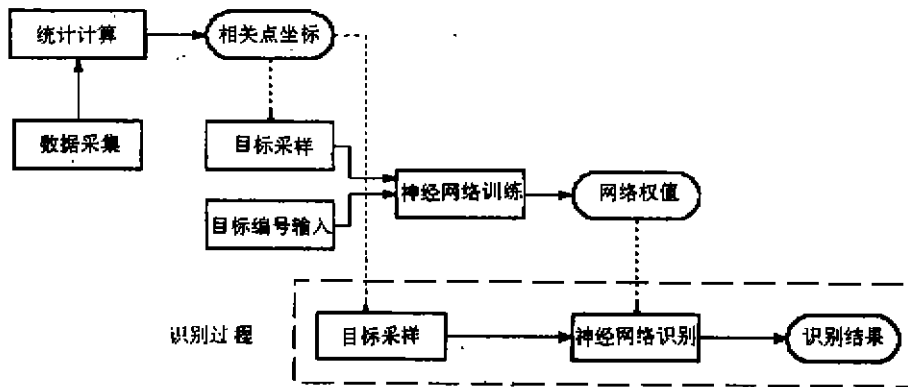 统计计算
相关点坐标
数据采集
目标采样
神经网络训练
网络权值
目标编号输入
识别过程
目标采样
神经网络识别
识别结果